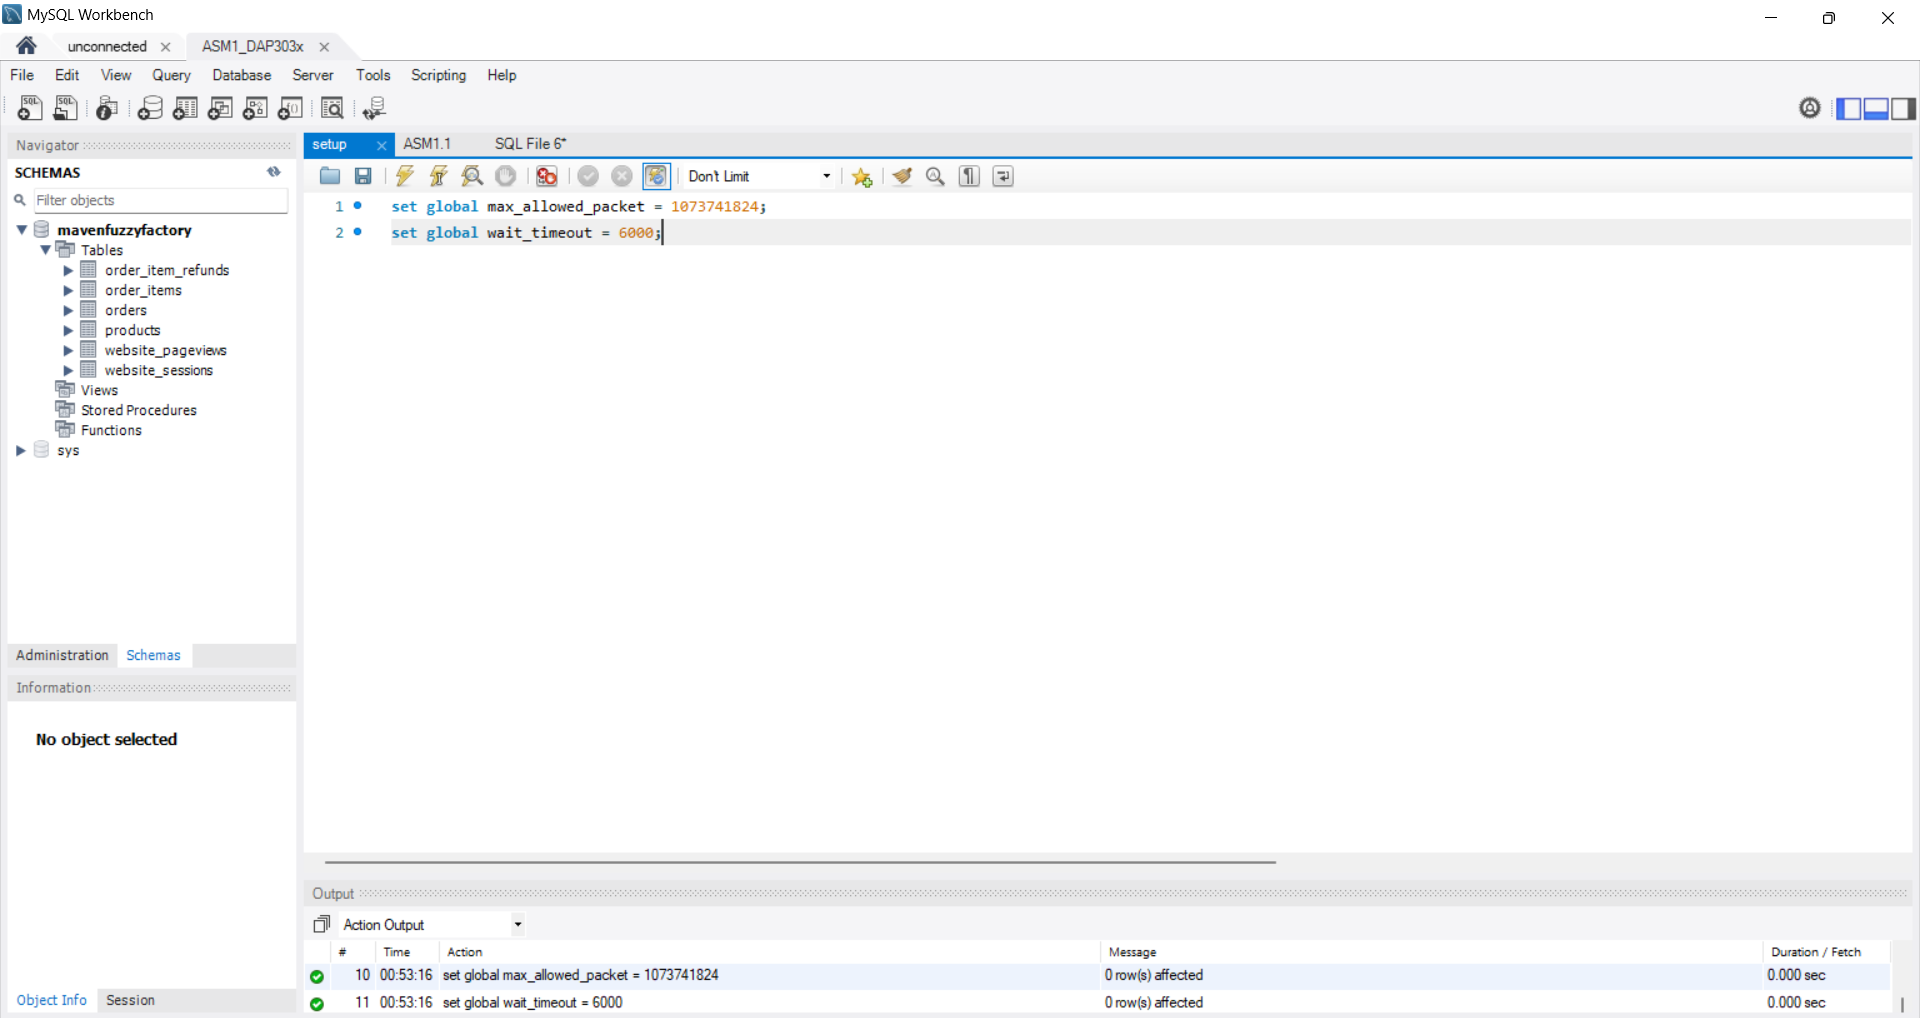 MySQL Workbench
unconnected
ASM1_DAP303x
File Edit View Query Database Server Tools Scripting Help
SQL SQL
Navigator
SCHEMAS
Filter objects
mavenfuzzyfactory
Tables
order_item_refunds
order_items
orders
products
website_pageviews
website_sessions
Views
Stored Procedures
Functions
sys
Administration Schemas
Information
No object selected
Object Info Session
setup ASM1.1 SQL File 6*
Don't Limit
1 set global max_allowed_packet = 1073741824;
2 set global wait_timeout = 6000;
Output
Action Output
# Time Action Message Duration / Fetch
10 00:53:16 set global max_allowed_packet = 1073741824 0 row(s) affected 0.000 sec
11 00:53:16 set global wait_timeout = 6000 0 row(s) affected 0.000 sec